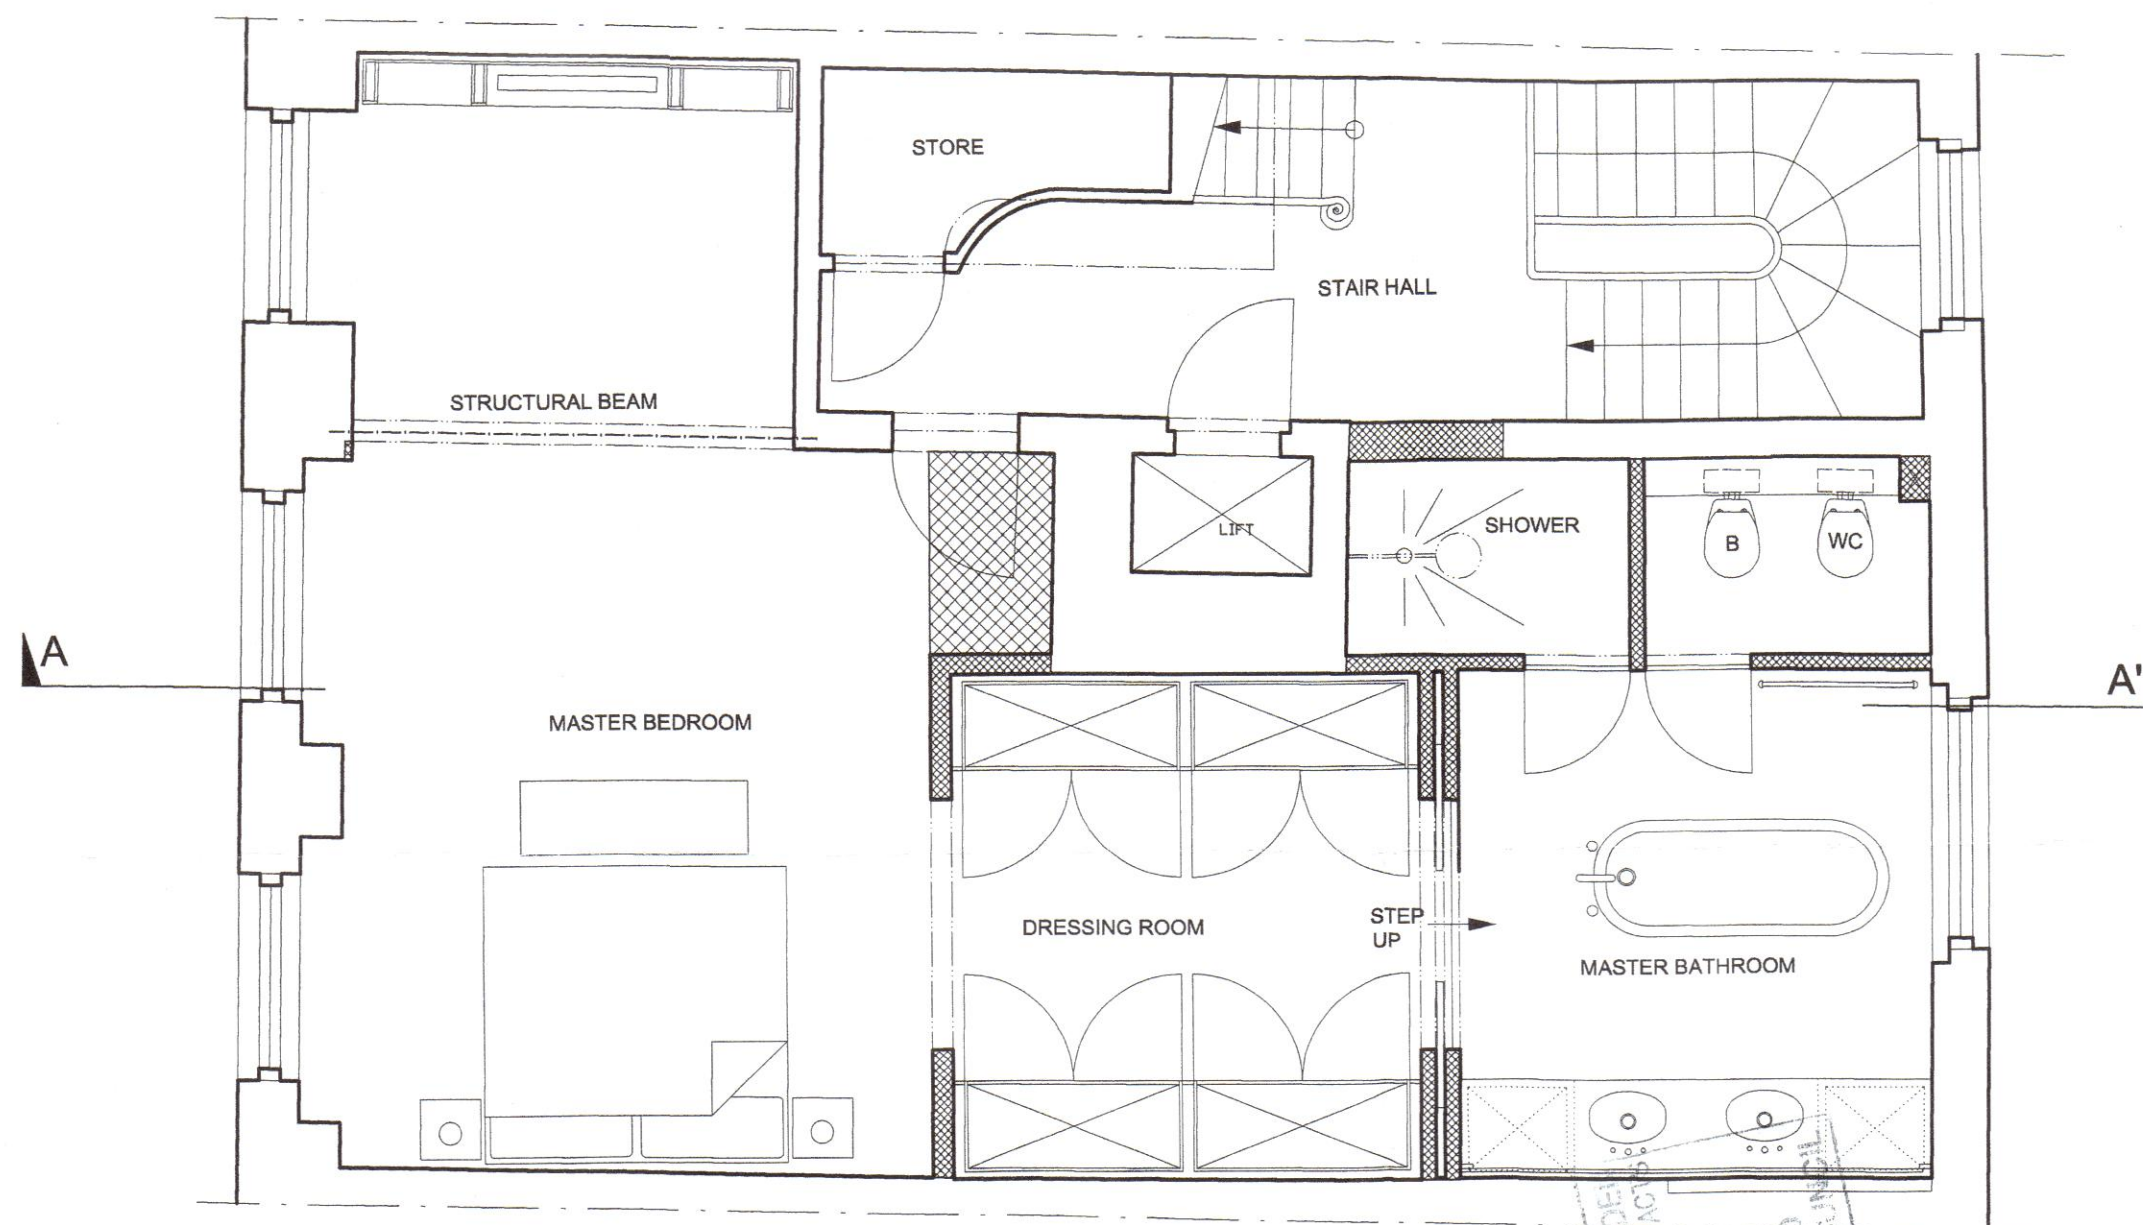 STORE
STAIR HALL
STRUCTURAL BEAM
LIFT
SHOWER
B
WC
A
A'
MASTER BEDROOM
DRESSING ROOM
STEP
UP
MASTER BATHROOM